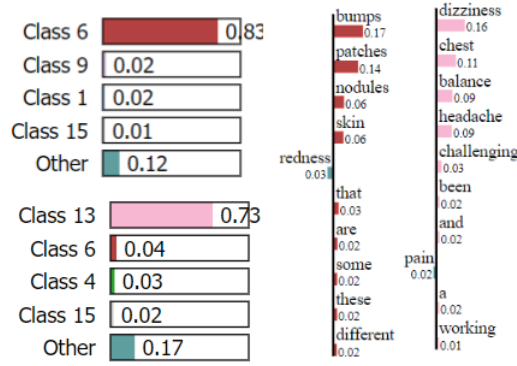 Class 6 0.83
Class 9 0.02
Class 1 0.02
Class 15 0.01
Other 0.12
Class 13 0.73
Class 6 0.04
Class 4 0.03
Class 15 0.02
Other 0.17
bumps
0.17
patches
0.14
nodules
0.06
skin
0.06
redness
0.03
that
0.03
are
0.02
some
0.02
these
0.02
different
0.02
dizziness
0.16
chest
0.11
balance
0.09
headache
0.09
challenging
0.03
been
0.02
and
0.02
pain
0.02
a
0.02
working
0.01